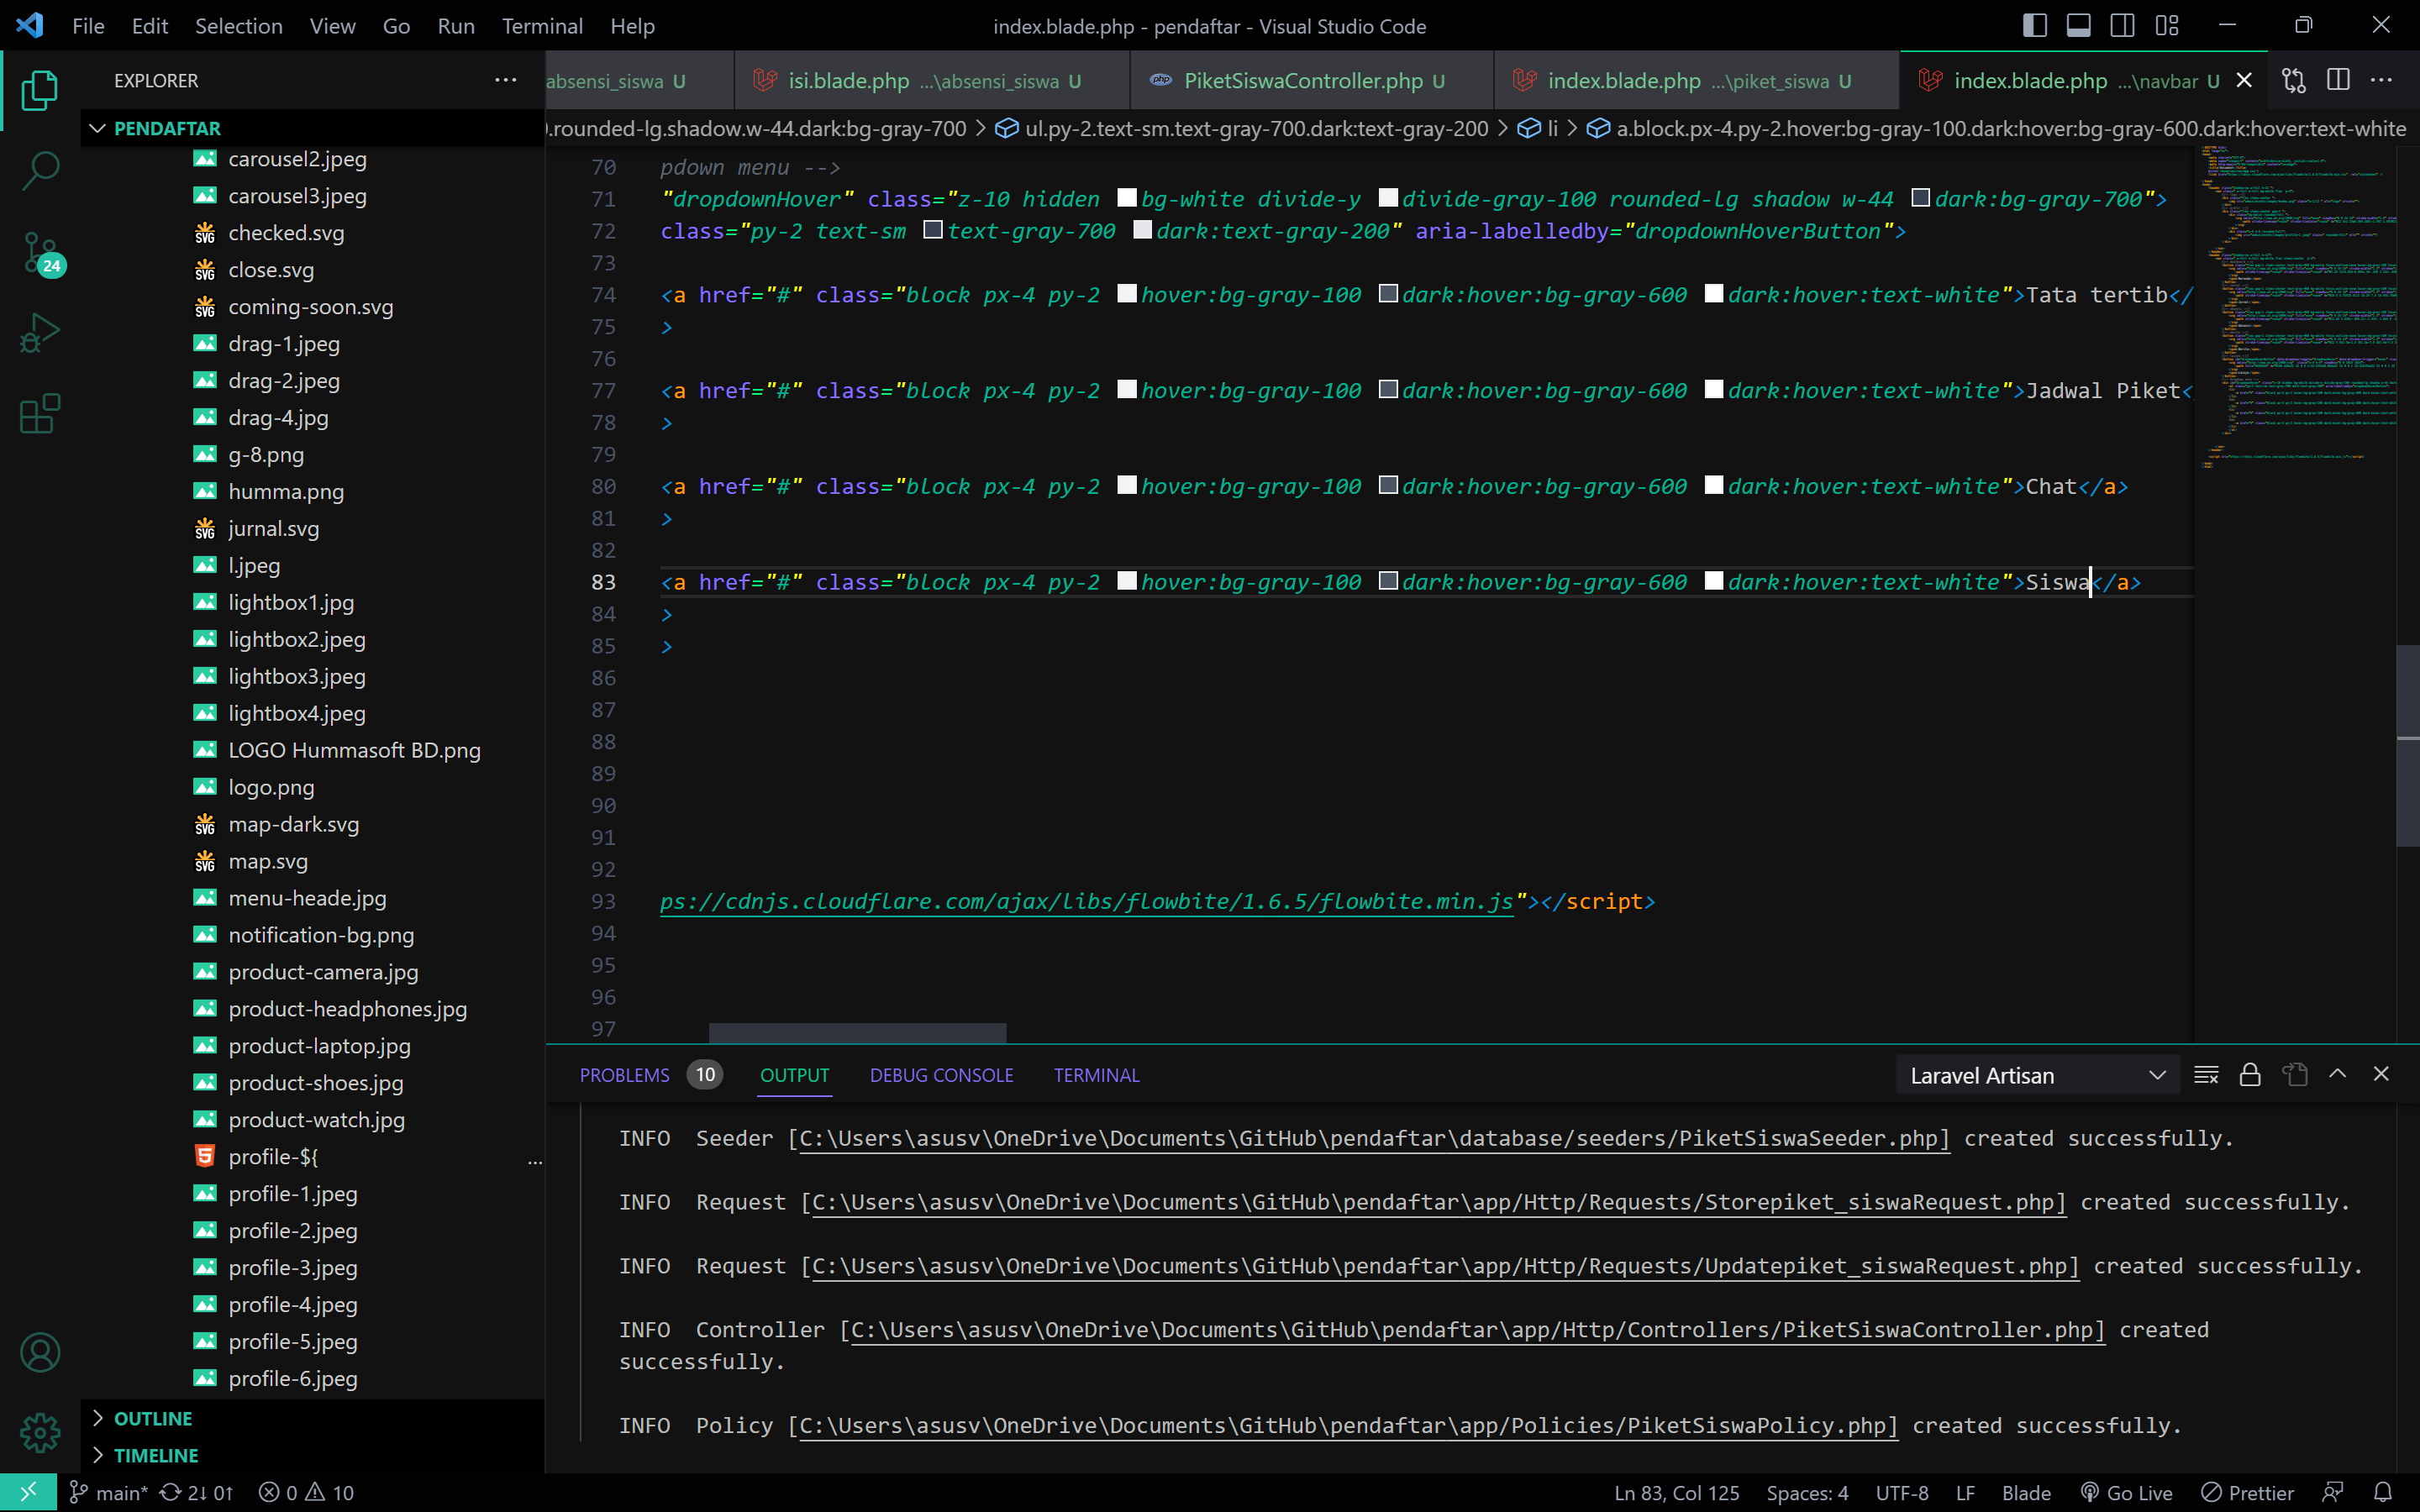 File Edit Selection View Go Run Terminal Help
index.blade.php - pendaftar - Visual Studio Code
EXPLORER
absensi_siswa U
isi.blade.php ...\absensi_siswa U
PiketSiswaController.php U
index.blade.php ...\piket_siswa U
index.blade.php ...\navbar U
PENDAFTAR
.rounded-lg.shadow.w-44.dark:bg-gray-700 > ul.py-2.text-sm.text-gray-700.dark:text-gray-200 > li > a.block.px-4.py-2.hover:bg-gray-100.dark:hover:bg-gray-600.dark:hover:text-white
carousel2.jpeg
carousel3.jpeg
checked.svg
close.svg
coming-soon.svg
drag-1.jpeg
drag-2.jpeg
drag-4.jpg
g-8.png
humma.png
jurnal.svg
l.jpeg
lightbox1.jpg
lightbox2.jpeg
lightbox3.jpeg
lightbox4.jpeg
LOGO Hummasoft BD.png
logo.png
map-dark.svg
map.svg
menu-heade.jpg
notification-bg.png
product-camera.jpg
product-headphones.jpg
product-laptop.jpg
product-shoes.jpg
product-watch.jpg
profile-${ ...
profile-1.jpeg
profile-2.jpeg
profile-3.jpeg
profile-4.jpeg
profile-5.jpeg
profile-6.jpeg
OUTLINE
TIMELINE
24
70 pdown menu -->
71 "dropdownHover" class="z-10 hidden bg-white divide-y divide-gray-100 rounded-lg shadow w-44 dark:bg-gray-700">
72 class="py-2 text-sm text-gray-700 dark:text-gray-200" aria-labelledby="dropdownHoverButton">
73
74 <a href="#" class="block px-4 py-2 hover:bg-gray-100 dark:hover:bg-gray-600 dark:hover:text-white">Tata tertib</
75 >
76
77 <a href="#" class="block px-4 py-2 hover:bg-gray-100 dark:hover:bg-gray-600 dark:hover:text-white">Jadwal Piket<
78 >
79
80 <a href="#" class="block px-4 py-2 hover:bg-gray-100 dark:hover:bg-gray-600 dark:hover:text-white">Chat</a>
81 >
82
83 <a href="#" class="block px-4 py-2 hover:bg-gray-100 dark:hover:bg-gray-600 dark:hover:text-white">Siswa</a>
84 >
85 >
86
87
88
89
90
91
92
93 ps://cdnjs.cloudflare.com/ajax/libs/flowbite/1.6.5/flowbite.min.js"></script>
94
95
96
97
PROBLEMS 10 OUTPUT DEBUG CONSOLE TERMINAL
Laravel Artisan
INFO Seeder [C:\Users\asusv\OneDrive\Documents\GitHub\pendaftar\database/seeders/PiketSiswaSeeder.php] created successfully.
INFO Request [C:\Users\asusv\OneDrive\Documents\GitHub\pendaftar\app/Http/Requests/Storepiket_siswaRequest.php] created successfully.
INFO Request [C:\Users\asusv\OneDrive\Documents\GitHub\pendaftar\app/Http/Requests/Updatepiket_siswaRequest.php] created successfully.
INFO Controller [C:\Users\asusv\OneDrive\Documents\GitHub\pendaftar\app/Http/Controllers/PiketSiswaController.php] created
successfully.
INFO Policy [C:\Users\asusv\OneDrive\Documents\GitHub\pendaftar\app/Policies/PiketSiswaPolicy.php] created successfully.
main* 2↓ 0↑ 0 10
Ln 83, Col 125 Spaces: 4 UTF-8 LF Blade Go Live Prettier